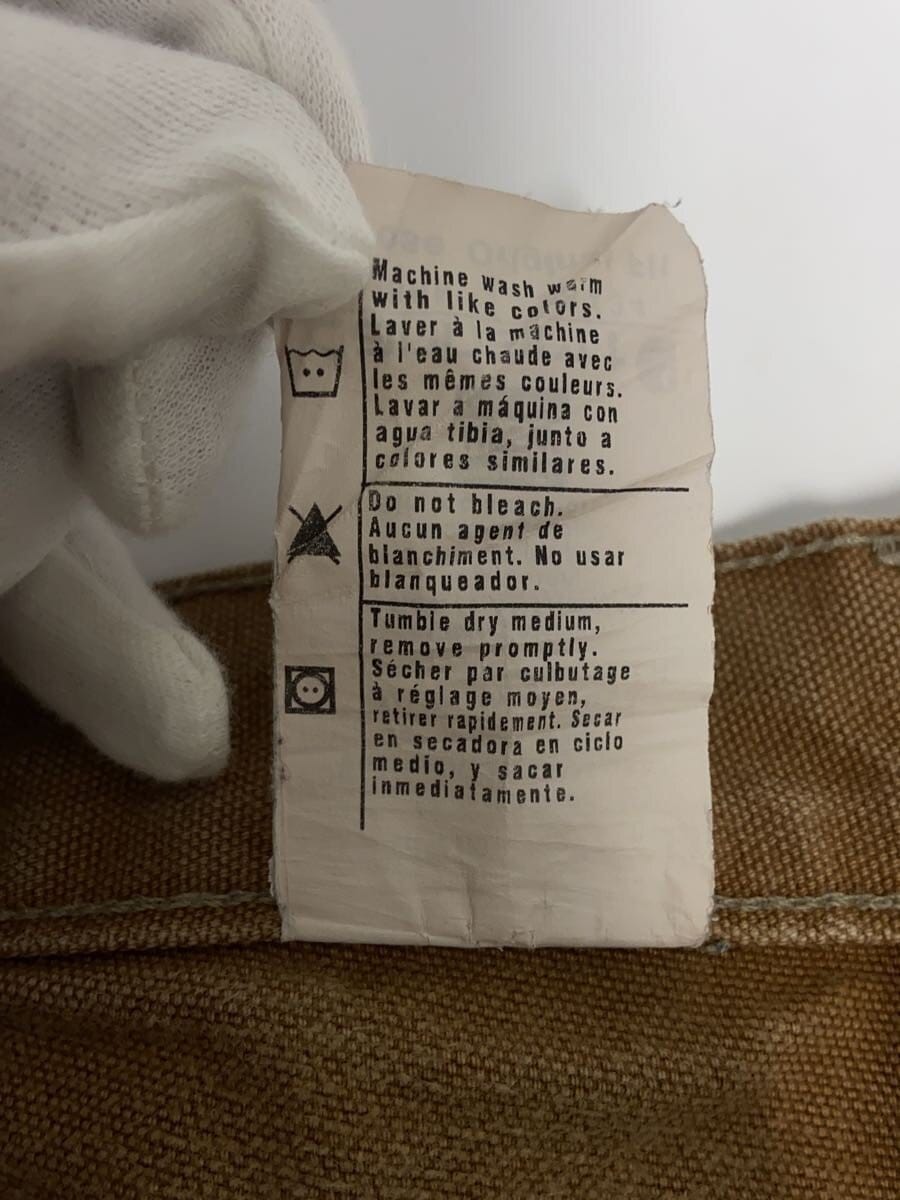 Machine wash warm
with like colors.
Laver à la machine
à l'eau chaude avec
les mêmes couleurs.
Lavar a máquina con
agua tibia, junto a
colores similares.
Do not bleach.
Aucun agent de
blanchiment. No usar
blanqueador.
Tumble dry medium,
remove promptly.
Sécher par culbutage
à réglage moyen,
retirer rapidement. Secar
en secadora en ciclo
medio, y sacar
inmediatamente.